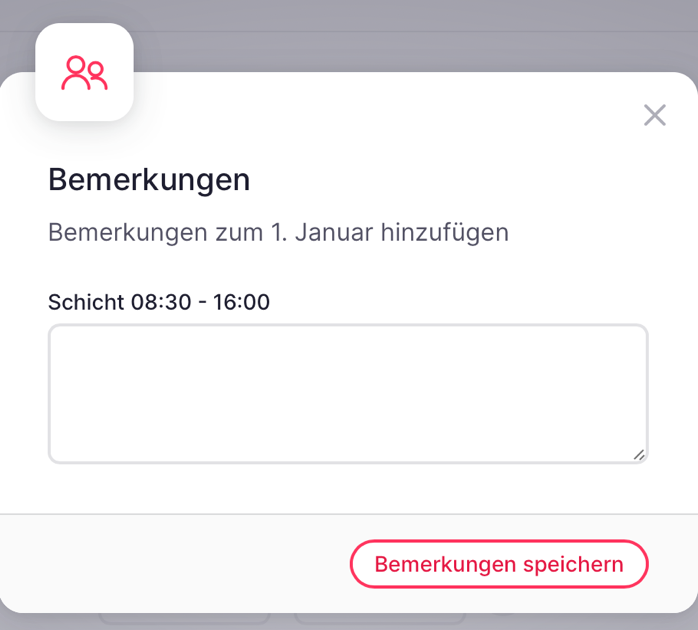 Bemerkungen
Bemerkungen zum 1. Januar hinzufügen
Schicht 08:30 - 16:00
Bemerkungen speichern